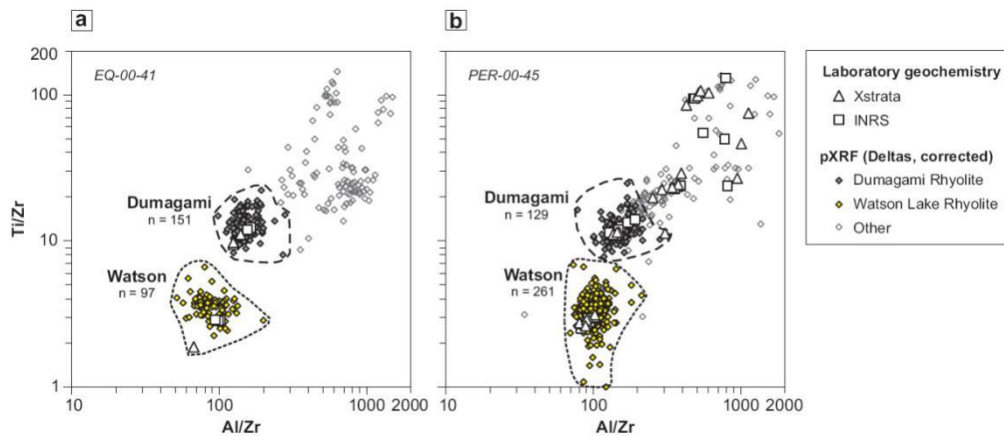 a
EQ-00-41
Dumagami
n = 151
Watson
n = 97
200
100
10
1
Ti/Zr
10
100
1000 2000
Al/Zr
b
PER-00-45
Dumagami
n = 129
Watson
n = 261
10
100
1000 2000
Al/Zr
Laboratory geochemistry
Xstrata
INRS
pXRF (Deltas, corrected)
Dumagami Rhyolite
Watson Lake Rhyolite
Other